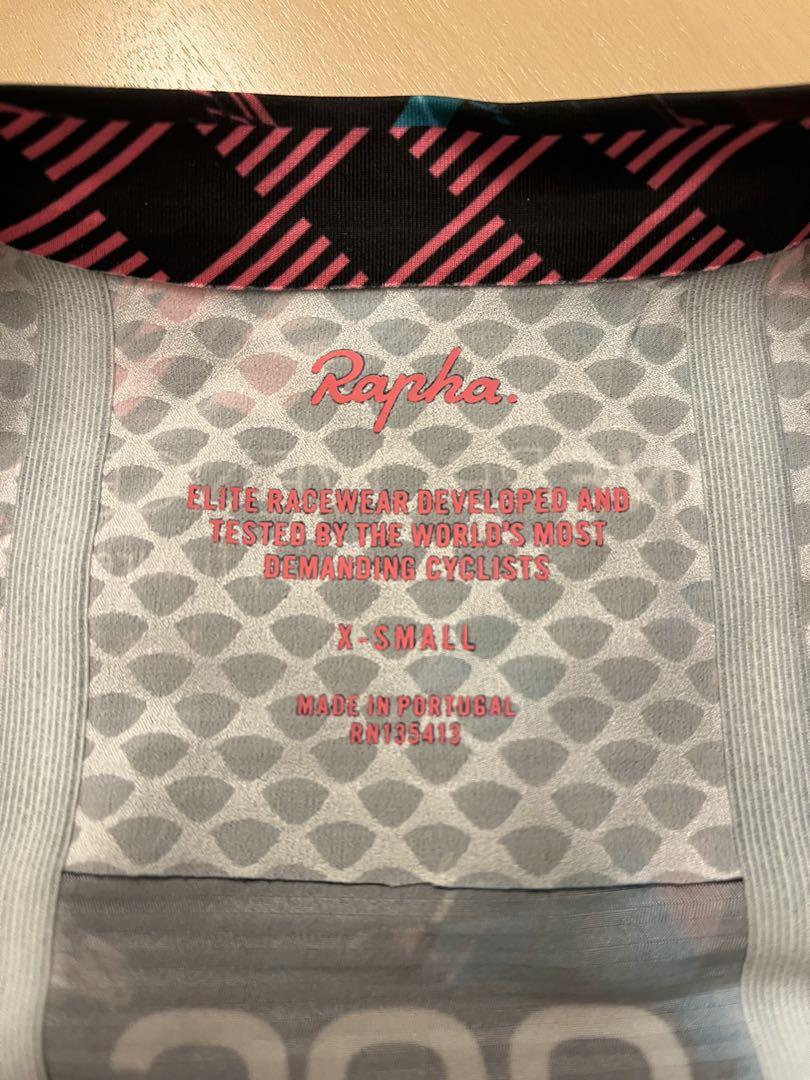 Rapha.
ELITE RACEWEAR DEVELOPED AND
TESTED BY THE WORLD'S MOST
DEMANDING CYCLISTS
X-SMALL
MADE IN PORTUGAL
RN135413